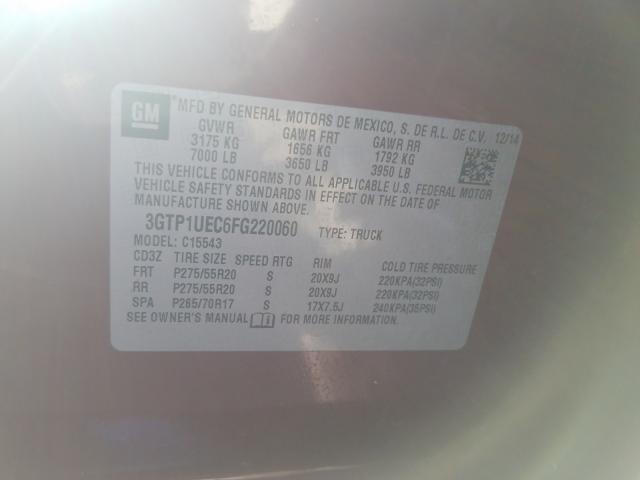 GM
MFD BY GENERAL MOTORS DE MEXICO, S. DE R.L. DE C.V. 12/14
GVWR GAWR FRT GAWR RR
3175 KG 1656 KG 1792 KG
7000 LB 3650 LB 3950 LB
THIS VEHICLE CONFORMS TO ALL APPLICABLE U.S. FEDERAL MOTOR
VEHICLE SAFETY STANDARDS IN EFFECT ON THE DATE OF
MANUFACTURE SHOWN ABOVE.
3GTP1UEC6FG220060 TYPE: TRUCK
MODEL: C15543
CD3Z TIRE SIZE SPEED RTG RIM COLD TIRE PRESSURE
FRT P275/55R20 S 20X9J 220KPA(32PSI)
RR P275/55R20 S 20X9J 220KPA(32PSI)
SPA P265/70R17 S 17X7.5J 240KPA(35PSI)
SEE OWNER'S MANUAL FOR MORE INFORMATION.